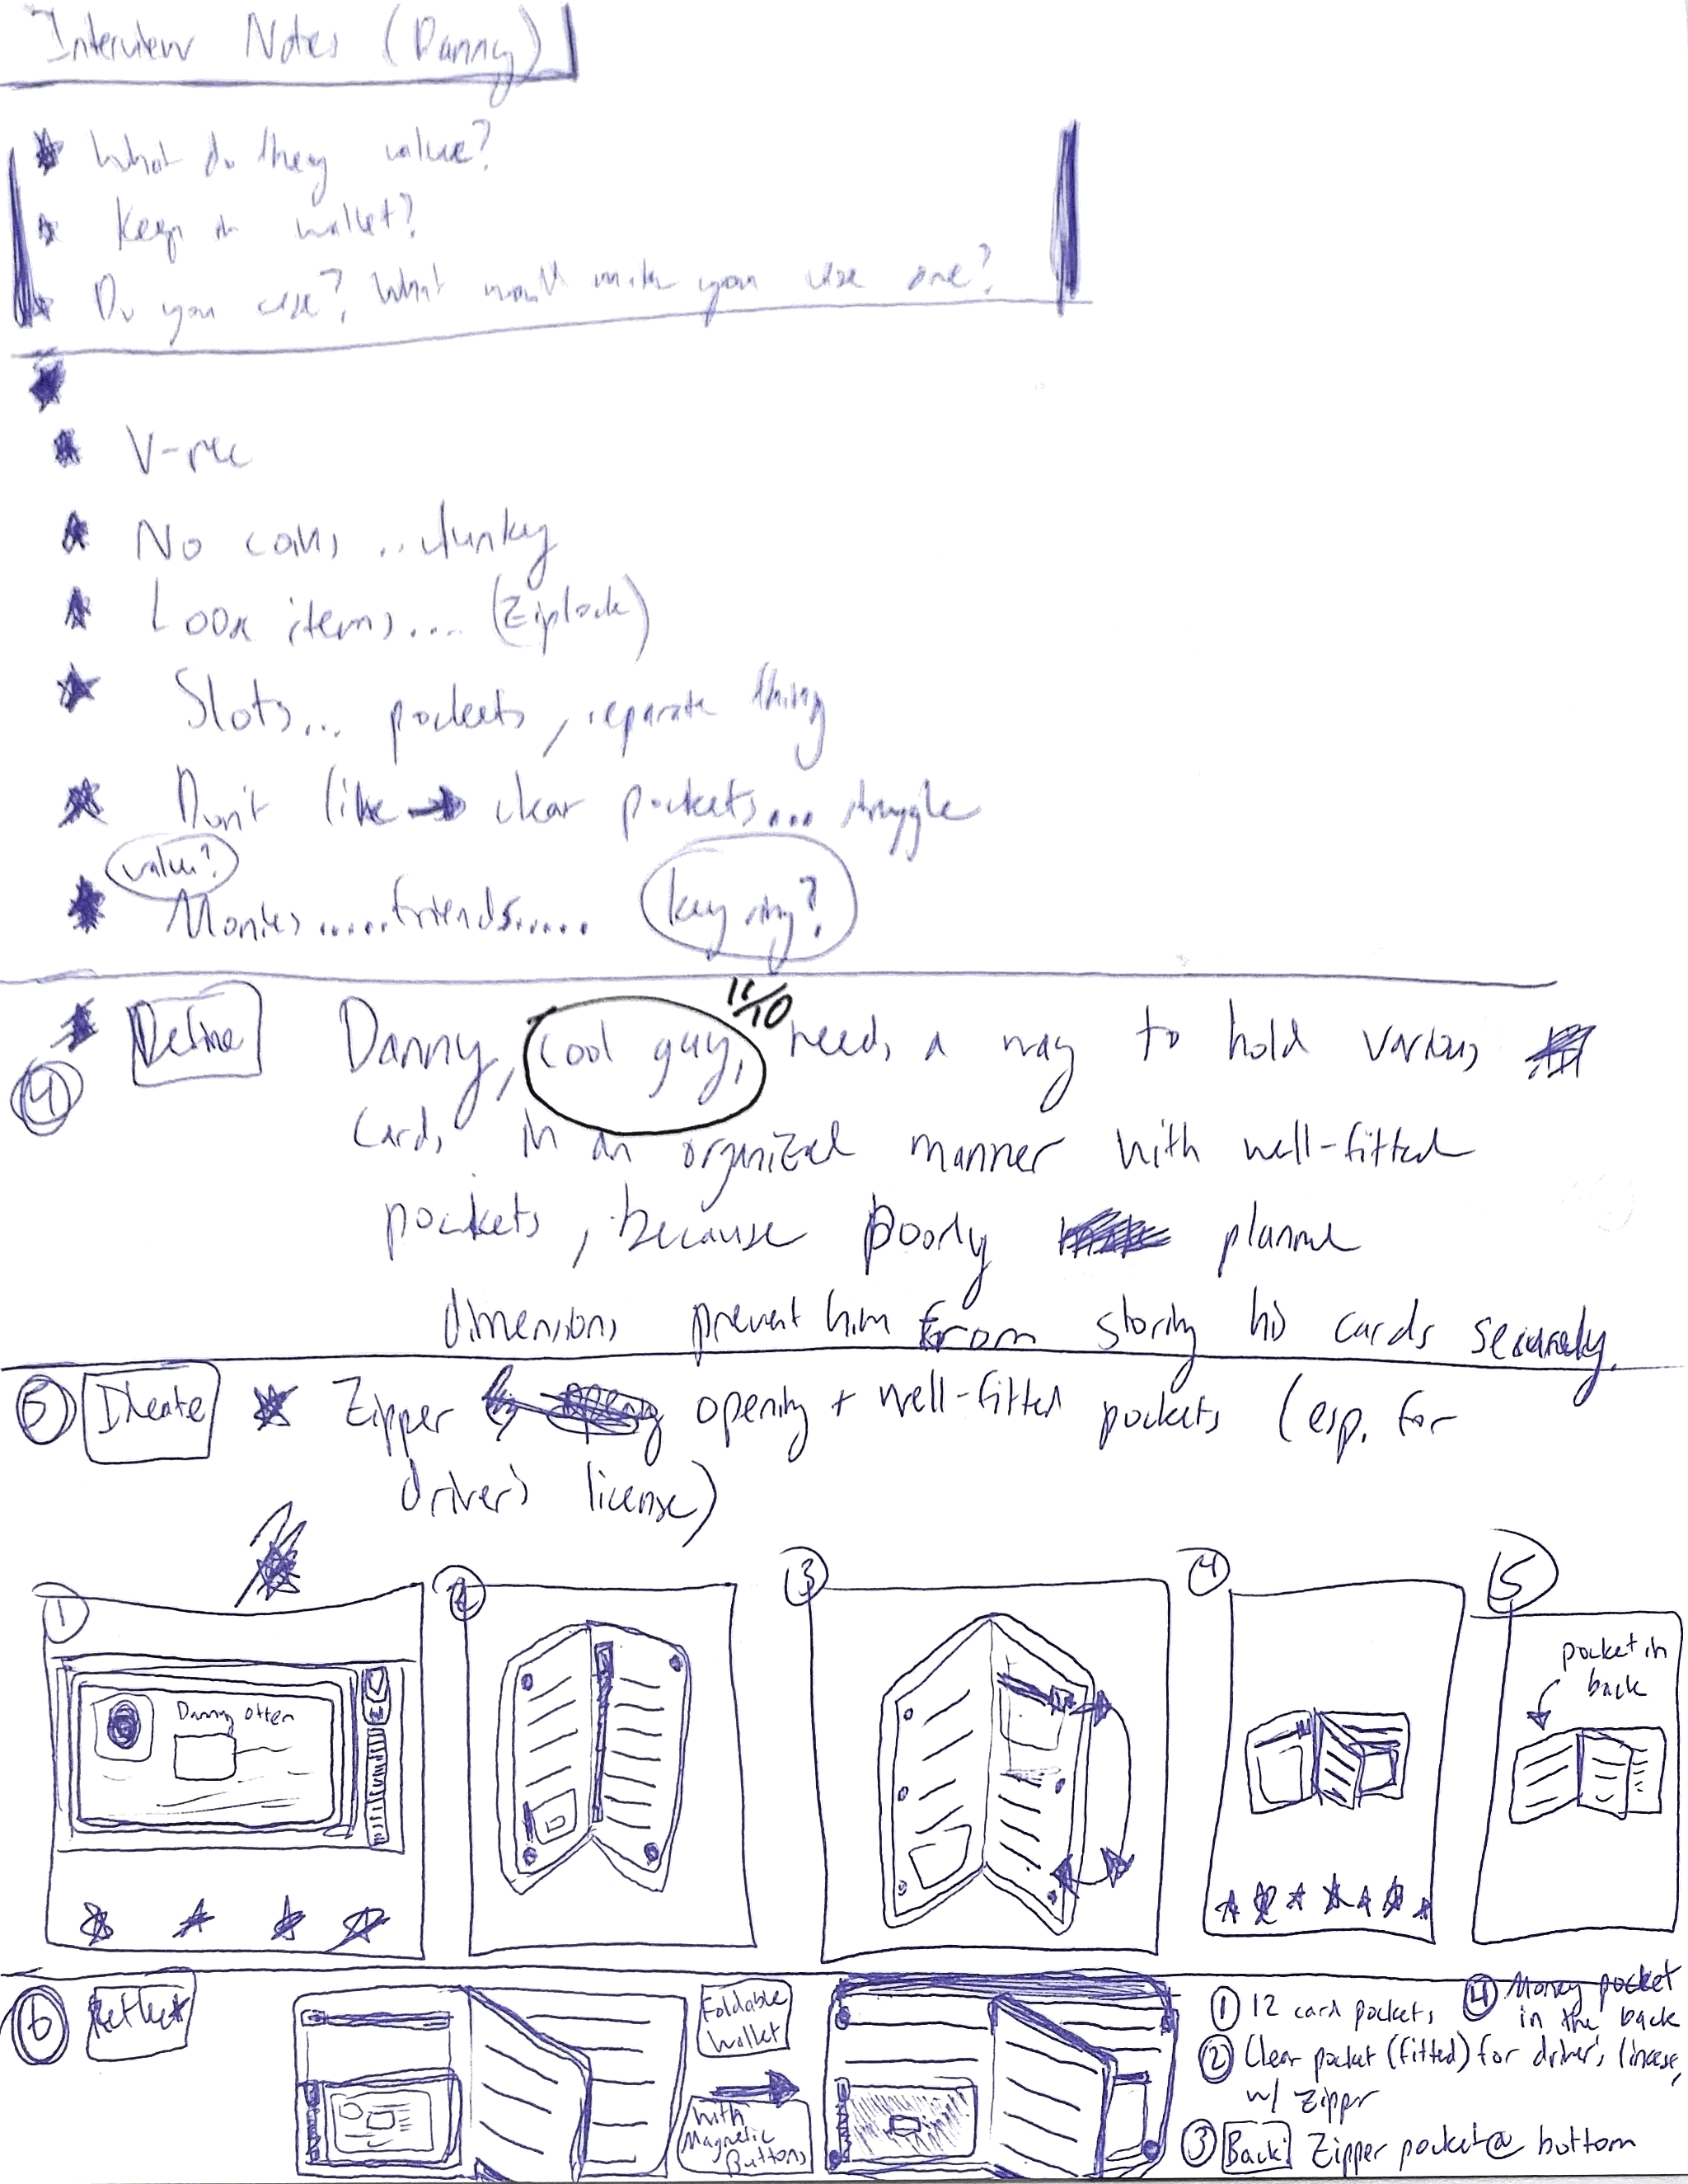 Interview Notes (Danny)
What do they value?
Keep in wallet?
Do you use? What would make you use one?
V-rec
No coins ..clunky
Loose items.... (Ziplock)
Slots... pockets, separate thing
Don't like → clear pockets... struggle
value?
Monies.....friends..... key ring?
11/10
Define Danny, cool guy, needs a way to hold various
4
cards in an organized manner with well-fitted
pockets, because poorly planned
dimensions prevent him from storing his cards securely.
5 Ideate Zipper opening + well-fitted pockets (esp. for
driver's license)
1 2 3 4 5
Danny Otten
pocket in
back
6
Foldable
Wallet
with
Magnetic
Buttons
1 12 card pockets
4 Money pocket
in the back
2 Clear pocket (fitted) for driver's license,
w/ Zipper
3 Back: Zipper pocket @ bottom